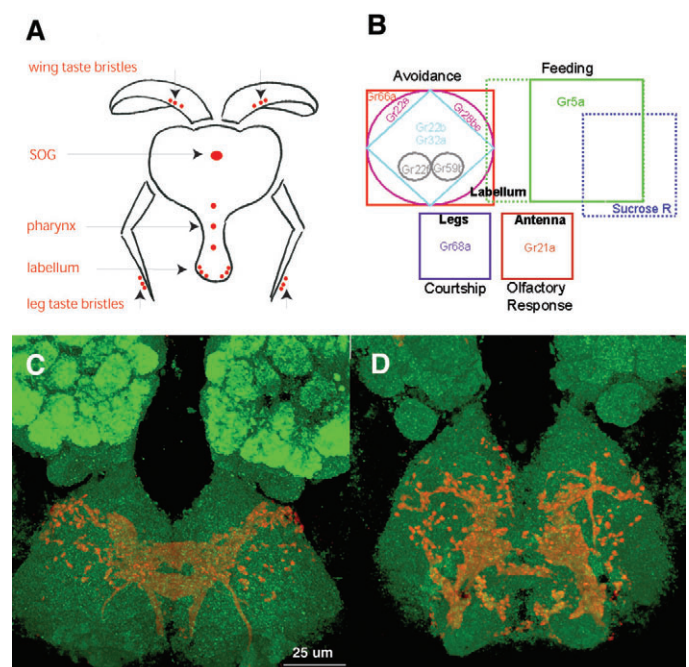 A
wing taste bristles
SOG
pharynx
labellum
leg taste bristles
B
Avoidance
Feeding
Gr66a
Gr22e
Gr28be
Gr5a
Gr22b
Gr32a
Gr22f
Gr59b
Labellum
Sucrose R
Legs
Antenna
Gr68a
Gr21a
Courtship
Olfactory
Response
C
D
25 um